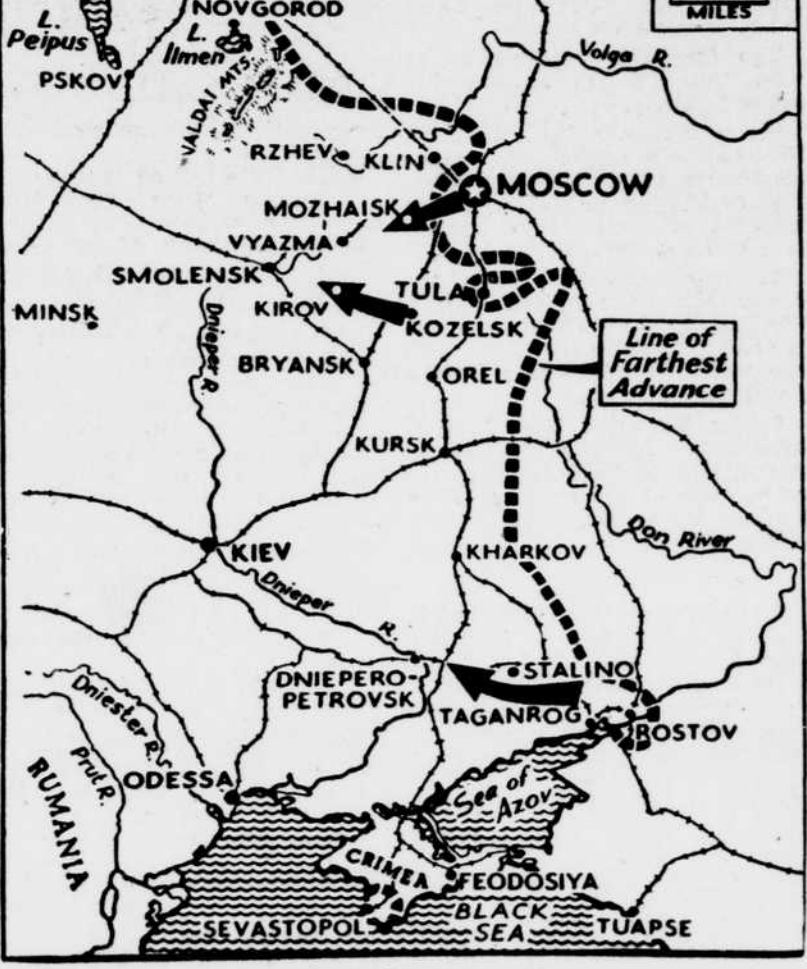 NOVGOROD
MILES
L.
Peipus
L.
Ilmen
Volga R.
PSKOV
VALDAI MTS.
RZHEV
KLIN
MOSCOW
MOZHAISK
VYAZMA
SMOLENSK
TULA
KIROV
MINSK
KOZELSK
Dnieper R.
Line of
Farthest
Advance
BRYANSK
OREL
KURSK
Don River
KIEV
KHARKOV
Dnieper R.
STALINO
DNIEPERO-
PETROVSK
TAGANROG
ROSTOV
Dniester R.
Prut R.
ODESSA
Sea of
AZOV
RUMANIA
CRIMEA
FEODOSIYA
BLACK
SEA
SEVASTOPOL
TUAPSE